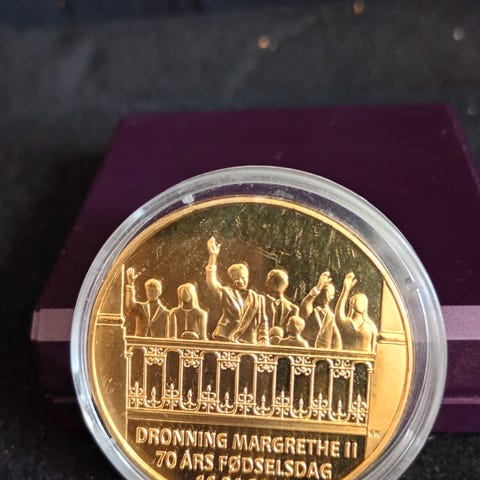 DRONNING MARGRETHE II
70 ÅRS FØDSELSDAG